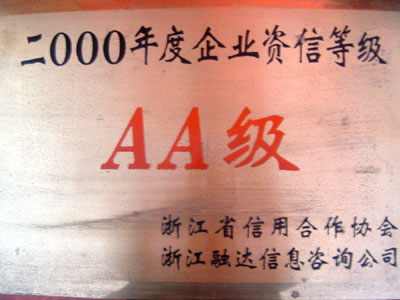 二000年度企业资信等级
AA级
浙江省信用合作协会
浙江融达信息咨询公司